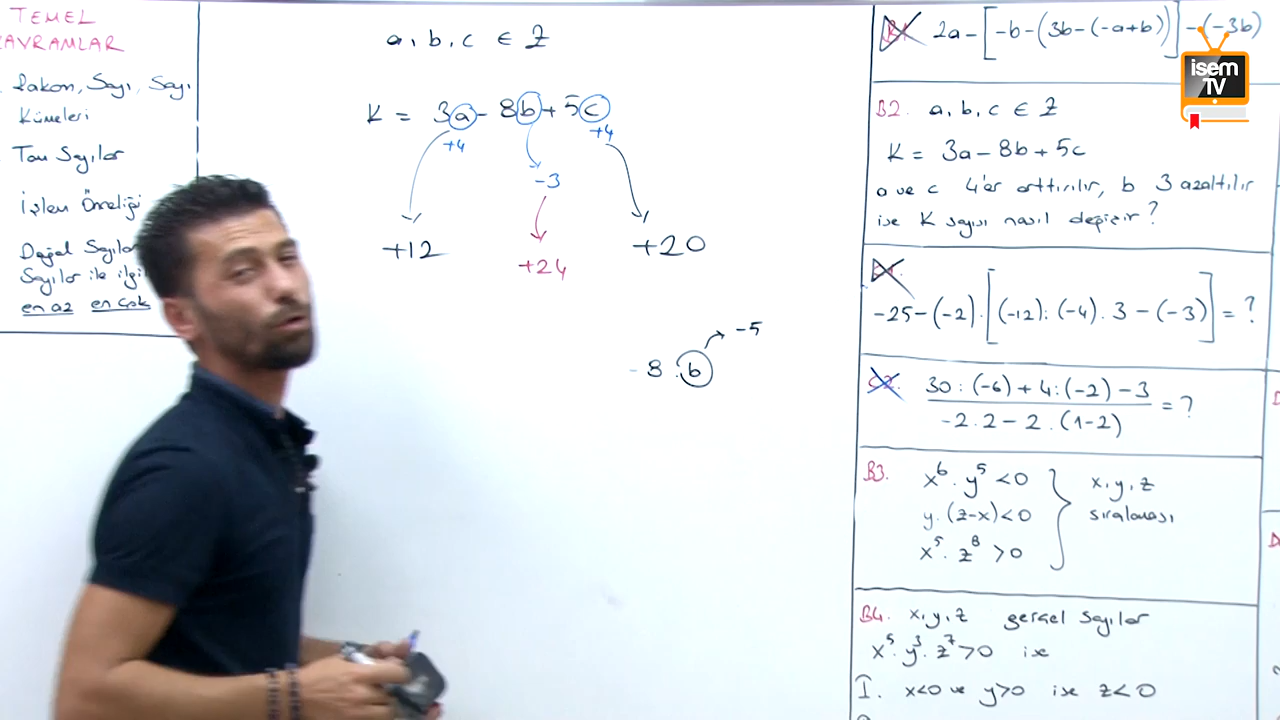 TEMEL
KAVRAMLAR
Rakam, Sayı, Sayı
Kümeleri
Tam Sayılar
İşlem Önceliği
Doğal Sayılar
Sayılar ile ilgi
en az en çok
a, b, c ∈ Z
K = 3a - 8b + 5c
+4
+4
-3
+12
+24
+20
-5
- 8 . b
2a - [-b - (3b - (-a+b))] - (-3b)
isem
TV
B2. a, b, c ∈ Z
K = 3a - 8b + 5c
a ve c 4'er arttırılır, b 3 azaltılır
ise K sayısı nasıl değişir?
-25 - (-2) . [(-12) : (-4) . 3 - (-3)] = ?
C2. 30 : (-6) + 4 : (-2) - 3
-2 . 2 - 2 . (1-2)
= ?
B3. x⁶ . y⁵ < 0
y . (z-x) < 0
x⁵ . z⁸ > 0
x, y, z
sıralaması
B4. x, y, z gerçel sayılar
x⁵ . y³ . z⁷ > 0 ise
I. x<0 ve y>0 ise z<0